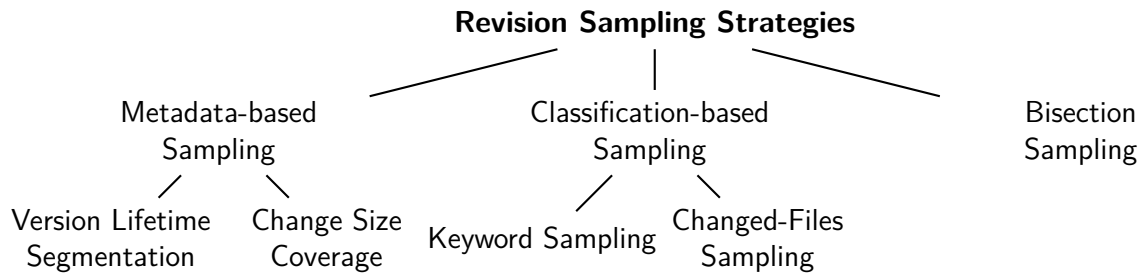 Revision Sampling Strategies
Metadata-based
Sampling
Classification-based
Sampling
Bisection
Sampling
Version Lifetime
Segmentation
Change Size
Coverage
Keyword Sampling
Changed-Files
Sampling